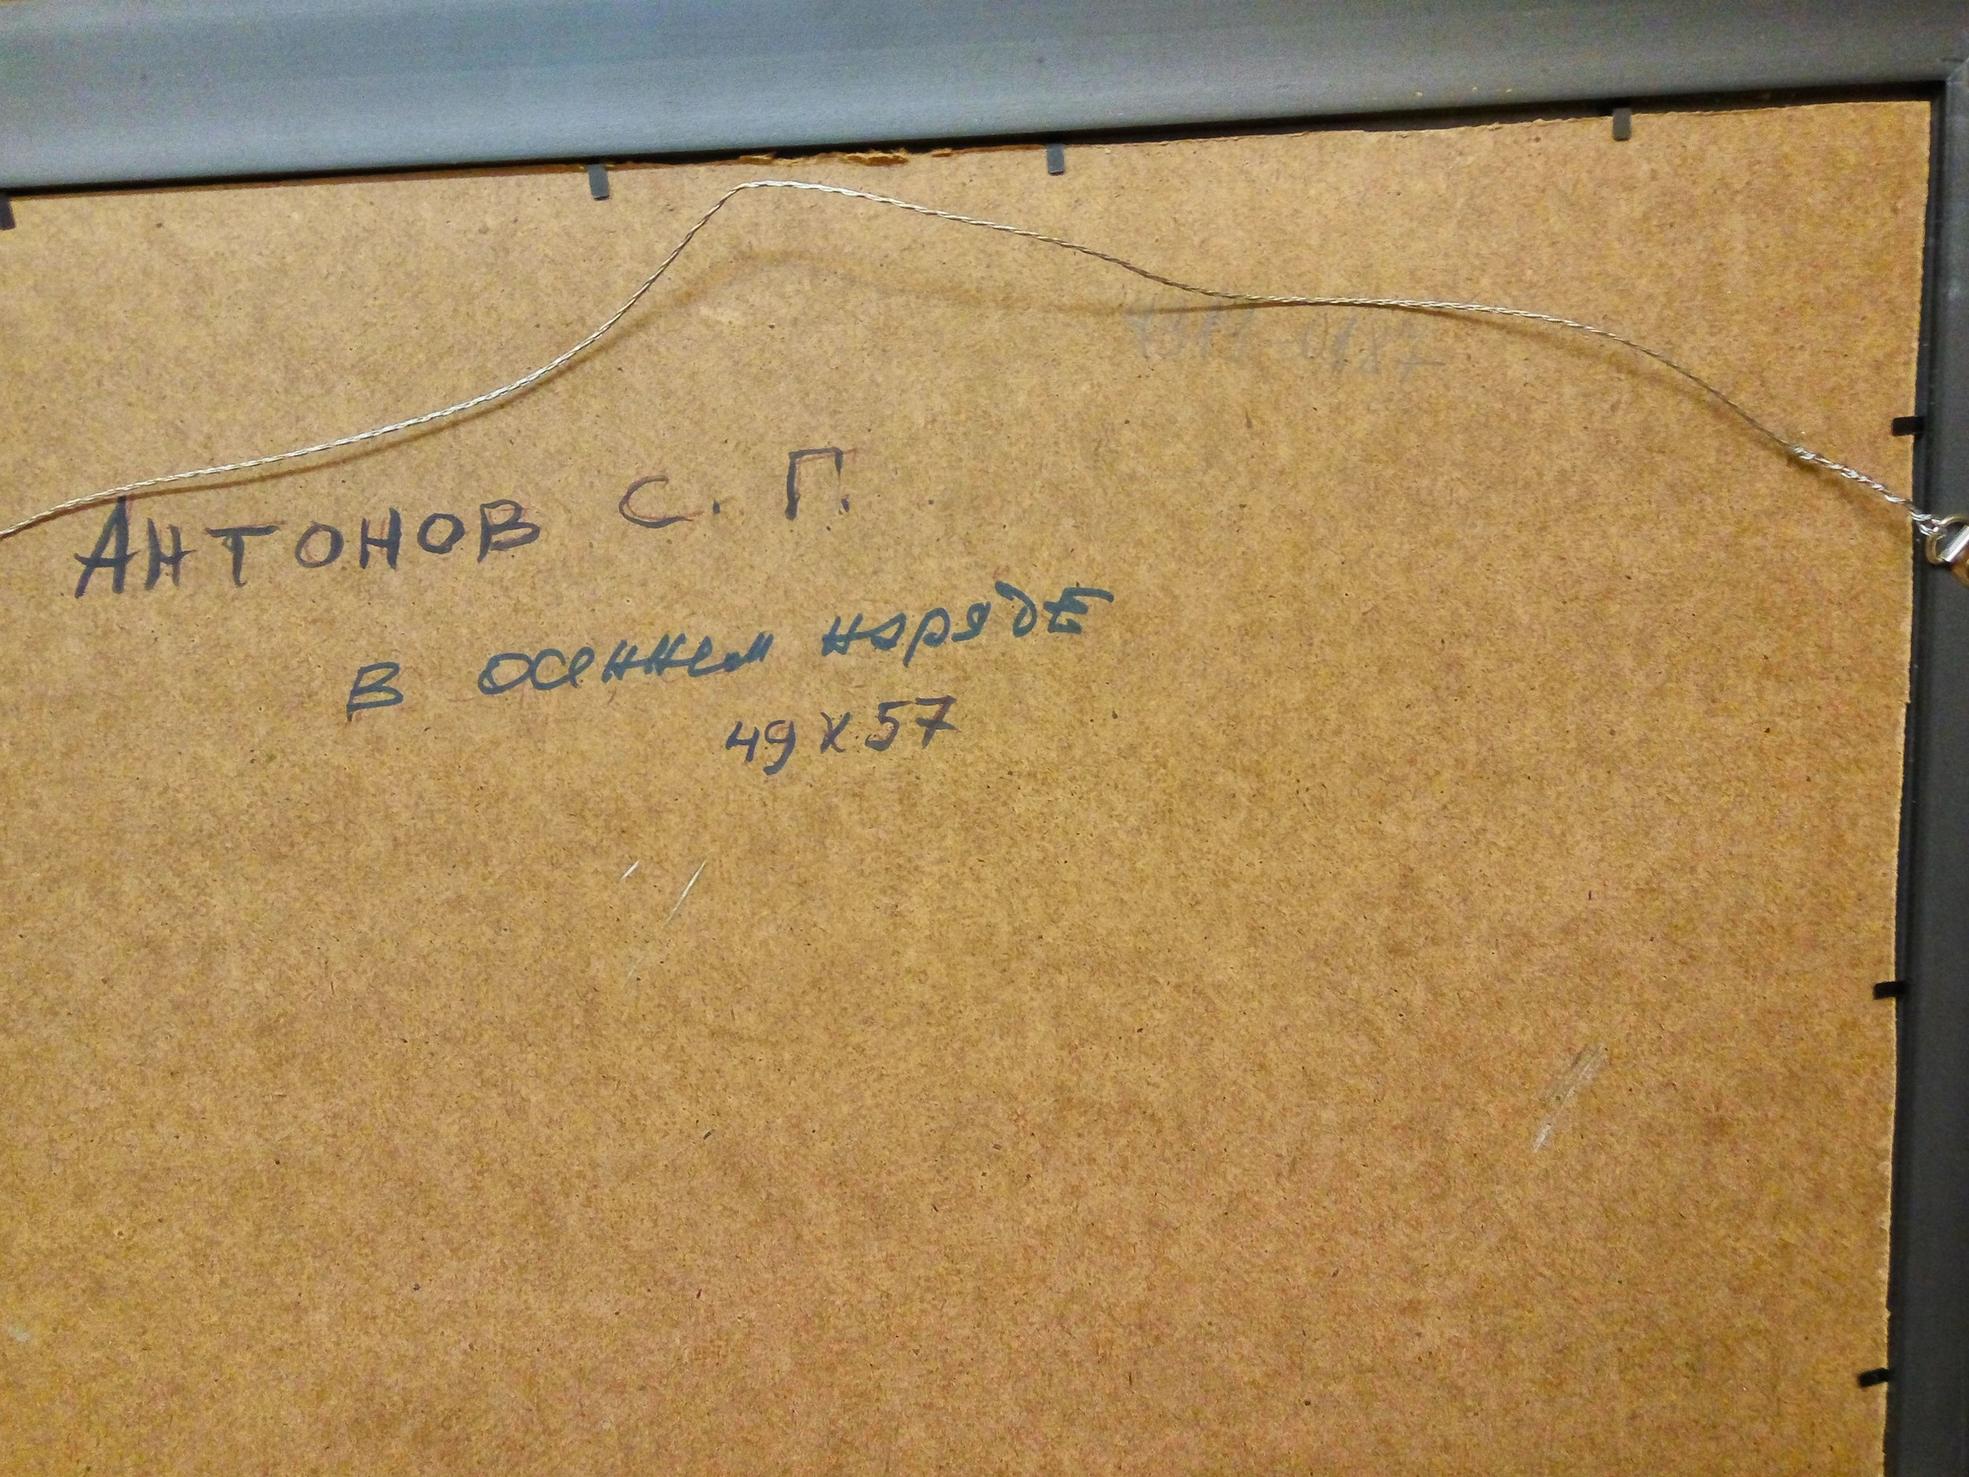 АНТОНОВ С. П.
в осеннем наряде
49 х 57